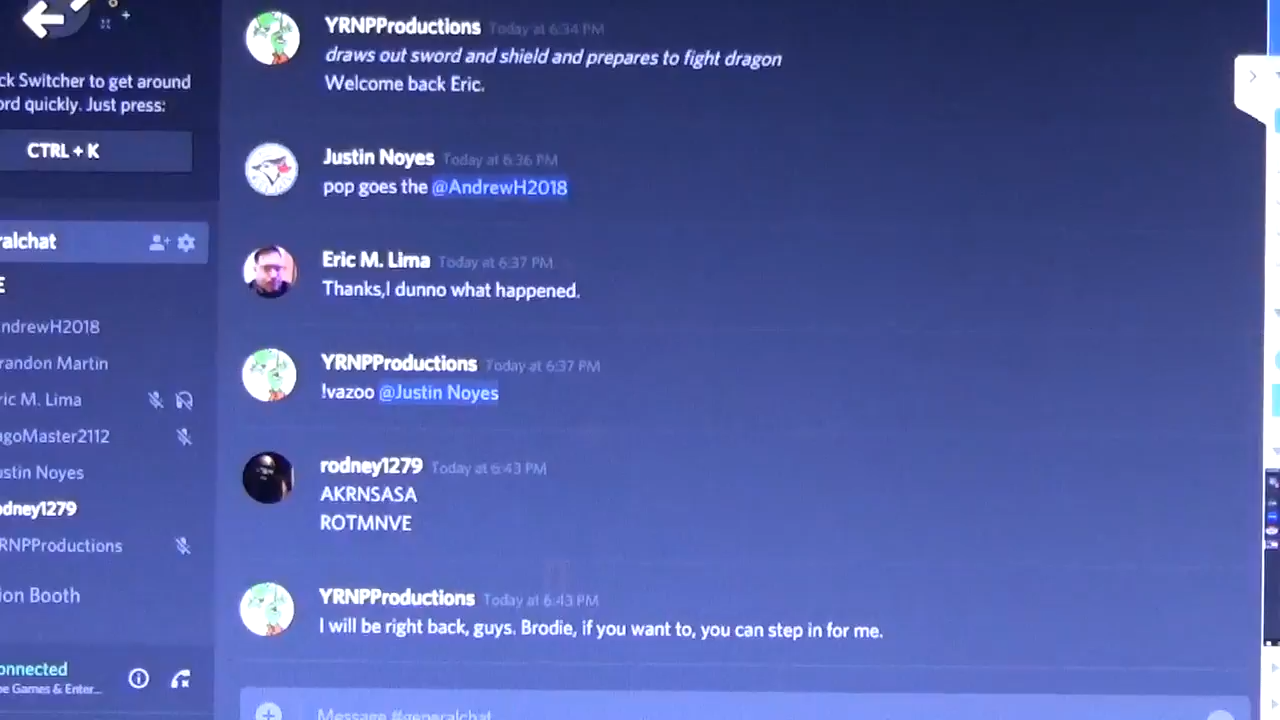 YRNPProductions Today at 6:34 PM
draws out sword and shield and prepares to fight dragon
Welcome back Eric.
ck Switcher to get around
ord quickly. Just press:
CTRL + K
Justin Noyes Today at 6:36 PM
pop goes the @AndrewH2018
ralchat
Eric M. Lima Today at 6:37 PM
Thanks,I dunno what happened.
E
ndrewH2018
randon Martin
ric M. Lima
agoMaster2112
ustin Noyes
odney1279
RNPProductions
ion Booth
YRNPProductions Today at 6:37 PM
!vazoo @Justin Noyes
rodney1279 Today at 6:43 PM
AKRNSASA
ROTMNVE
YRNPProductions Today at 6:43 PM
I will be right back, guys. Brodie, if you want to, you can step in for me.
onnected
e Games & Enter...
Message #generalchat